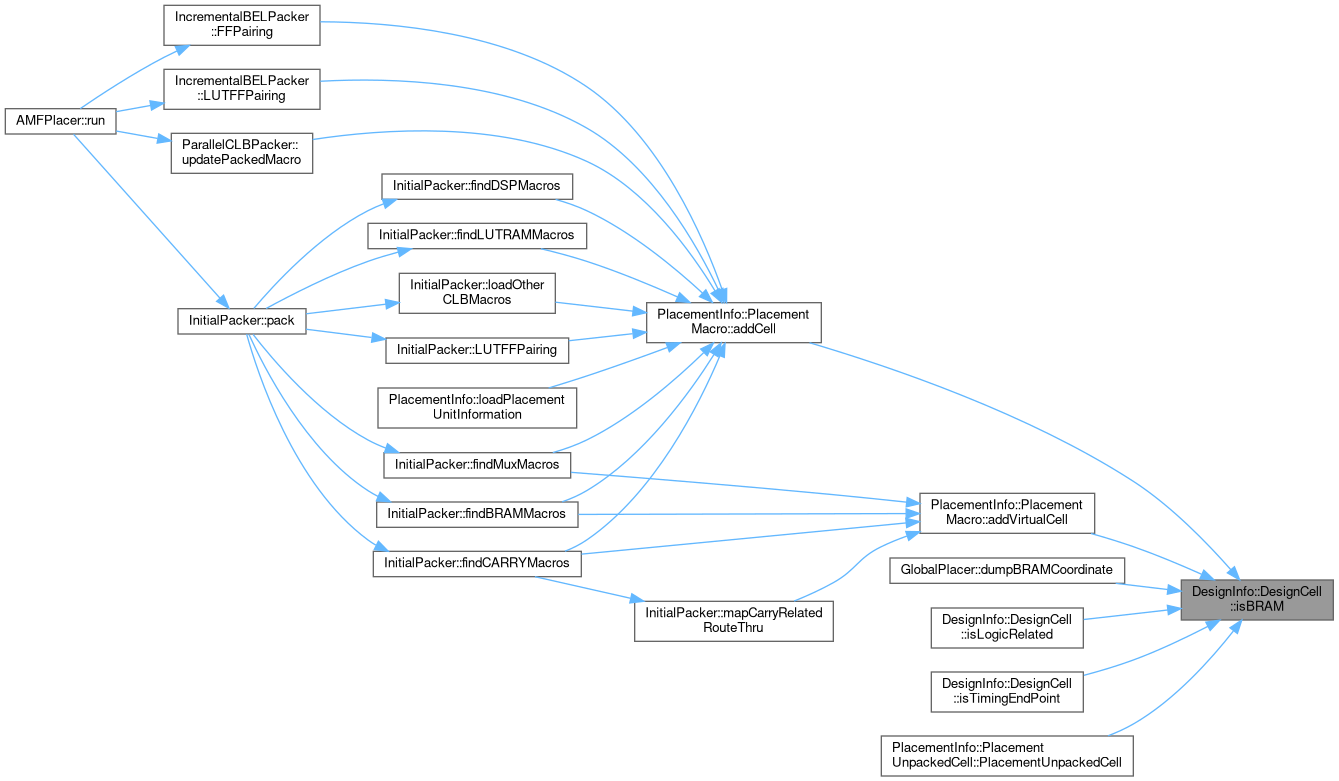 IncrementalBELPacker
::FFPairing
IncrementalBELPacker
::LUTFFPairing
AMFPlacer::run
ParallelCLBPacker::
updatePackedMacro
InitialPacker::findDSPMacros
InitialPacker::findLUTRAMMacros
InitialPacker::loadOther
CLBMacros
InitialPacker::pack
PlacementInfo::Placement
Macro::addCell
InitialPacker::LUTFFPairing
PlacementInfo::loadPlacement
UnitInformation
InitialPacker::findMuxMacros
InitialPacker::findBRAMMacros
PlacementInfo::Placement
Macro::addVirtualCell
InitialPacker::findCARRYMacros
GlobalPlacer::dumpBRAMCoordinate
DesignInfo::DesignCell
::isBRAM
InitialPacker::mapCarryRelated
RouteThru
DesignInfo::DesignCell
::isLogicRelated
DesignInfo::DesignCell
::isTimingEndPoint
PlacementInfo::Placement
UnpackedCell::PlacementUnpackedCell